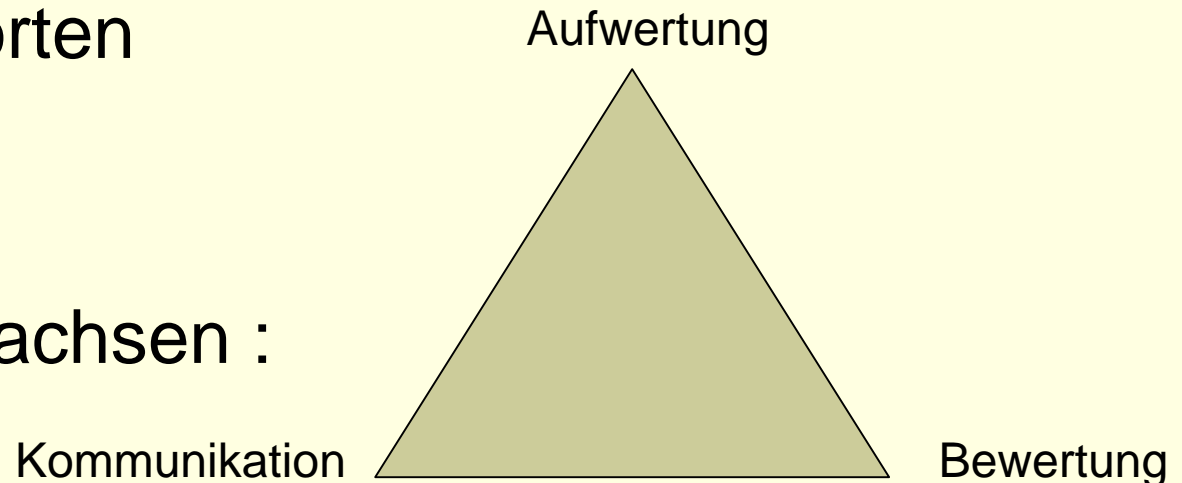 orten
Aufwertung
achsen :
Kommunikation
Bewertung